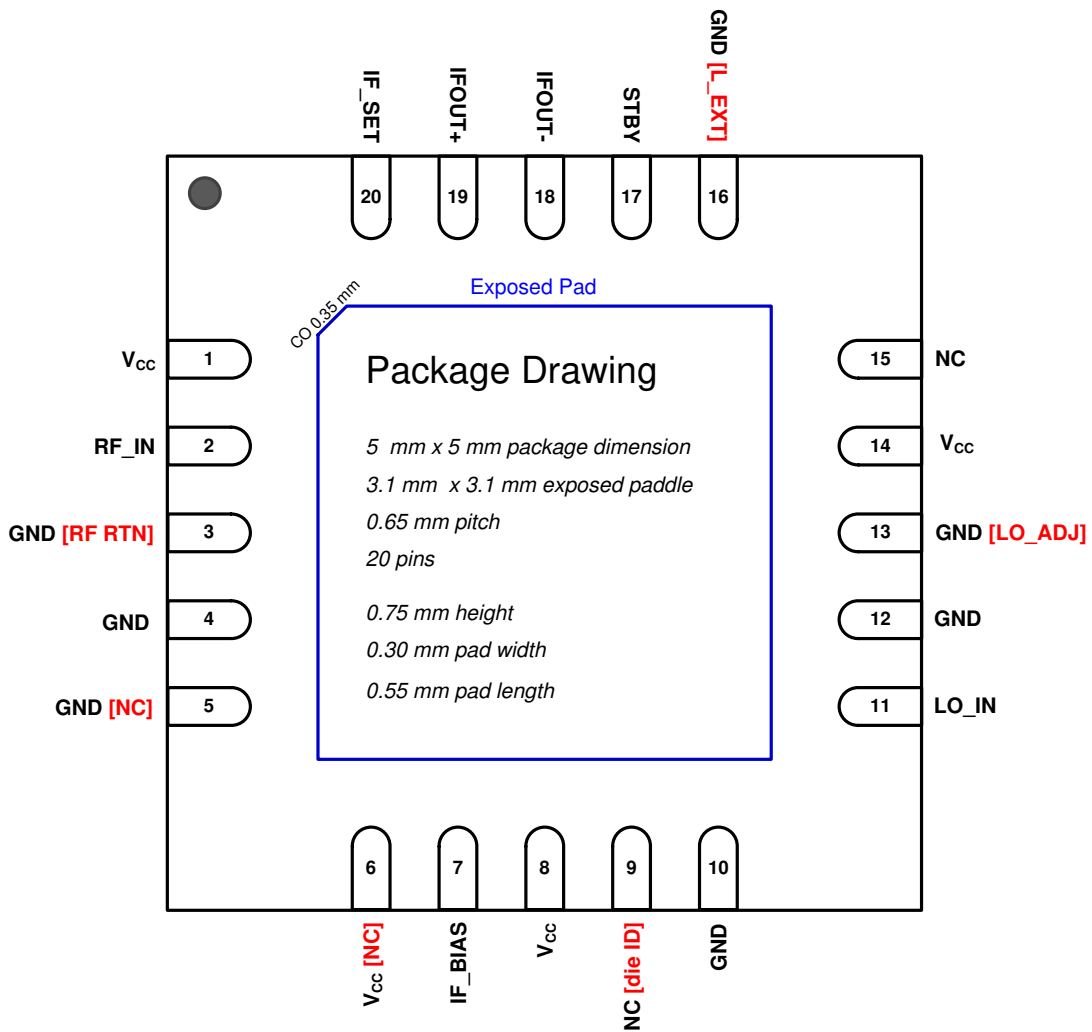 IF_SET
IFOUT+
IFOUT-
STBY
GND [L_EXT]
20
19
18
17
16
Exposed Pad
CO 0.35 mm
VCC
1
RF_IN
2
GND [RF RTN]
3
GND
4
GND [NC]
5
Package Drawing
5 mm x 5 mm package dimension
3.1 mm x 3.1 mm exposed paddle
0.65 mm pitch
20 pins
0.75 mm height
0.30 mm pad width
0.55 mm pad length
15
NC
14
VCC
13
GND [LO_ADJ]
12
GND
11
LO_IN
6
7
8
9
10
VCC [NC]
IF_BIAS
VCC
NC [die ID]
GND